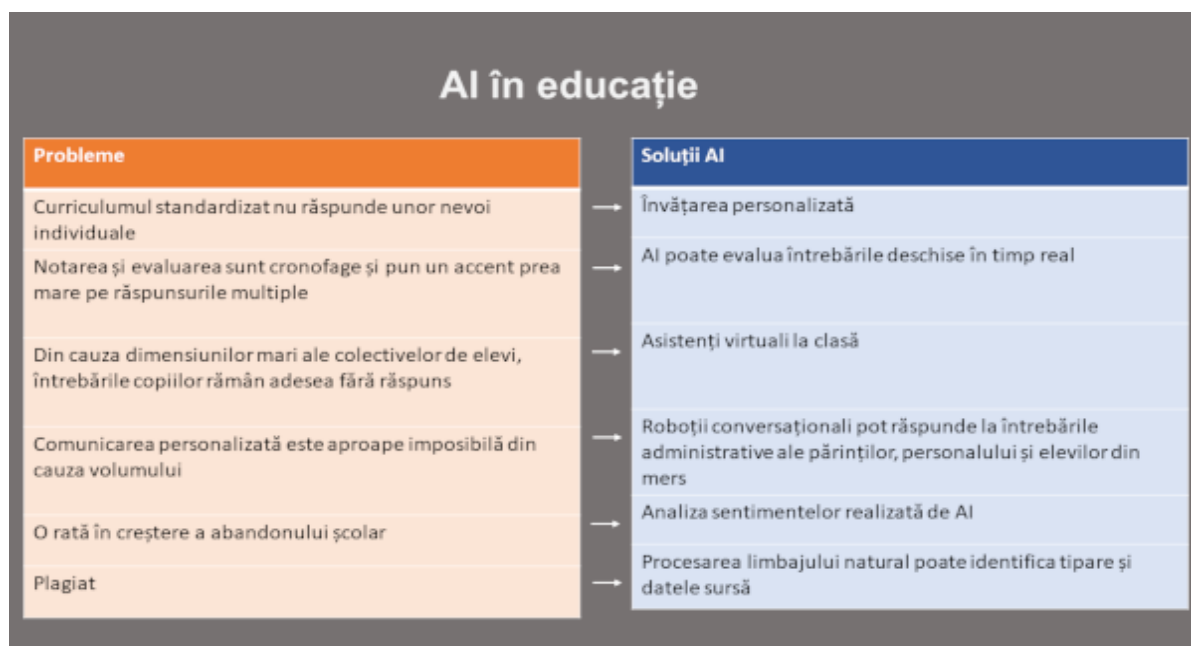 AI în educație
Probleme
Soluții AI
Curriculumul standardizat nu răspunde unor nevoi
individuale
Învățarea personalizată
Notarea și evaluarea sunt cronofage și pun un accent prea
mare pe răspunsurile multiple
AI poate evalua întrebările deschise în timp real
Din cauza dimensiunilor mari ale colectivelor de elevi,
întrebările copiilor rămân adesea fără răspuns
Asistenți virtuali la clasă
Comunicarea personalizată este aproape imposibilă din
cauza volumului
Roboții conversaționali pot răspunde la întrebările
administrative ale părinților, personalului și elevilor din
mers
O rată în creștere a abandonului școlar
Analiza sentimentelor realizată de AI
Plagiat
Procesarea limbajului natural poate identifica tipare și
datele sursă